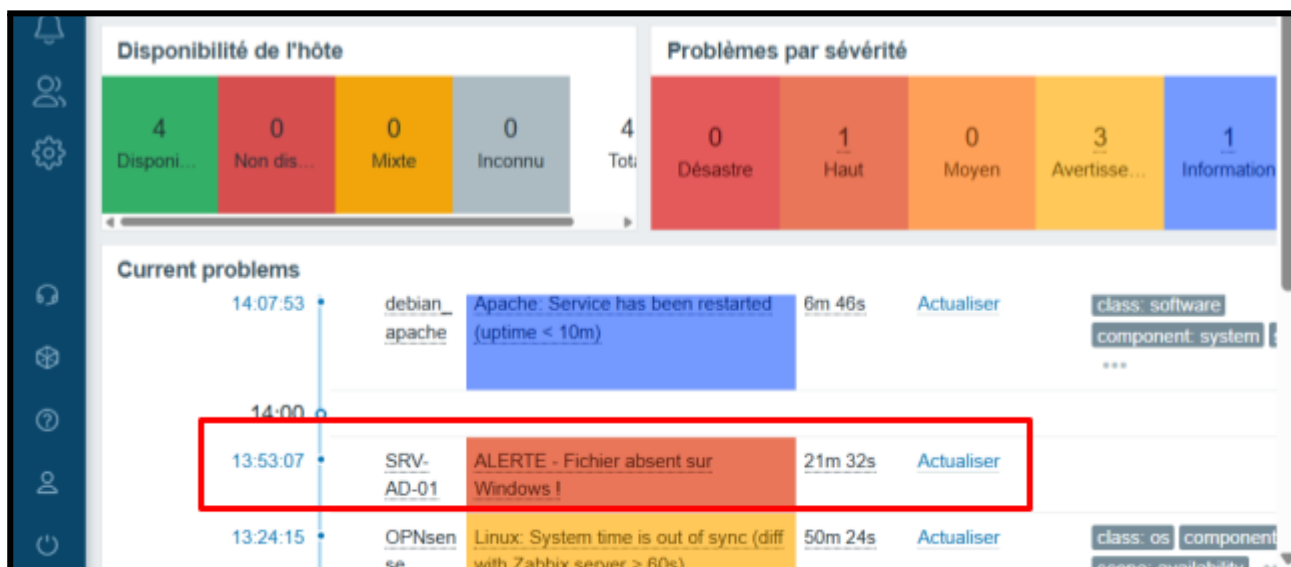 Disponibilité de l'hôte
4
Disponi...
0
Non dis...
0
Mixte
0
Inconnu
4
Problèmes par sévérité
0
Désastre
1
Haut
0
Moyen
3
Avertisse...
1
Information
Current problems
14:07:53
debian_
apache
Apache: Service has been restarted
(uptime < 10m)
6m 46s
Actualiser
class: software
component: system
14:00
13:53:07
SRV-
AD-01
ALERTE - Fichier absent sur
Windows !
21m 32s
Actualiser
13:24:15
OPNsen
se
Linux: System time is out of sync (diff
with Zabbix server > 60s)
50m 24s
Actualiser
class: os
component
scope: availability